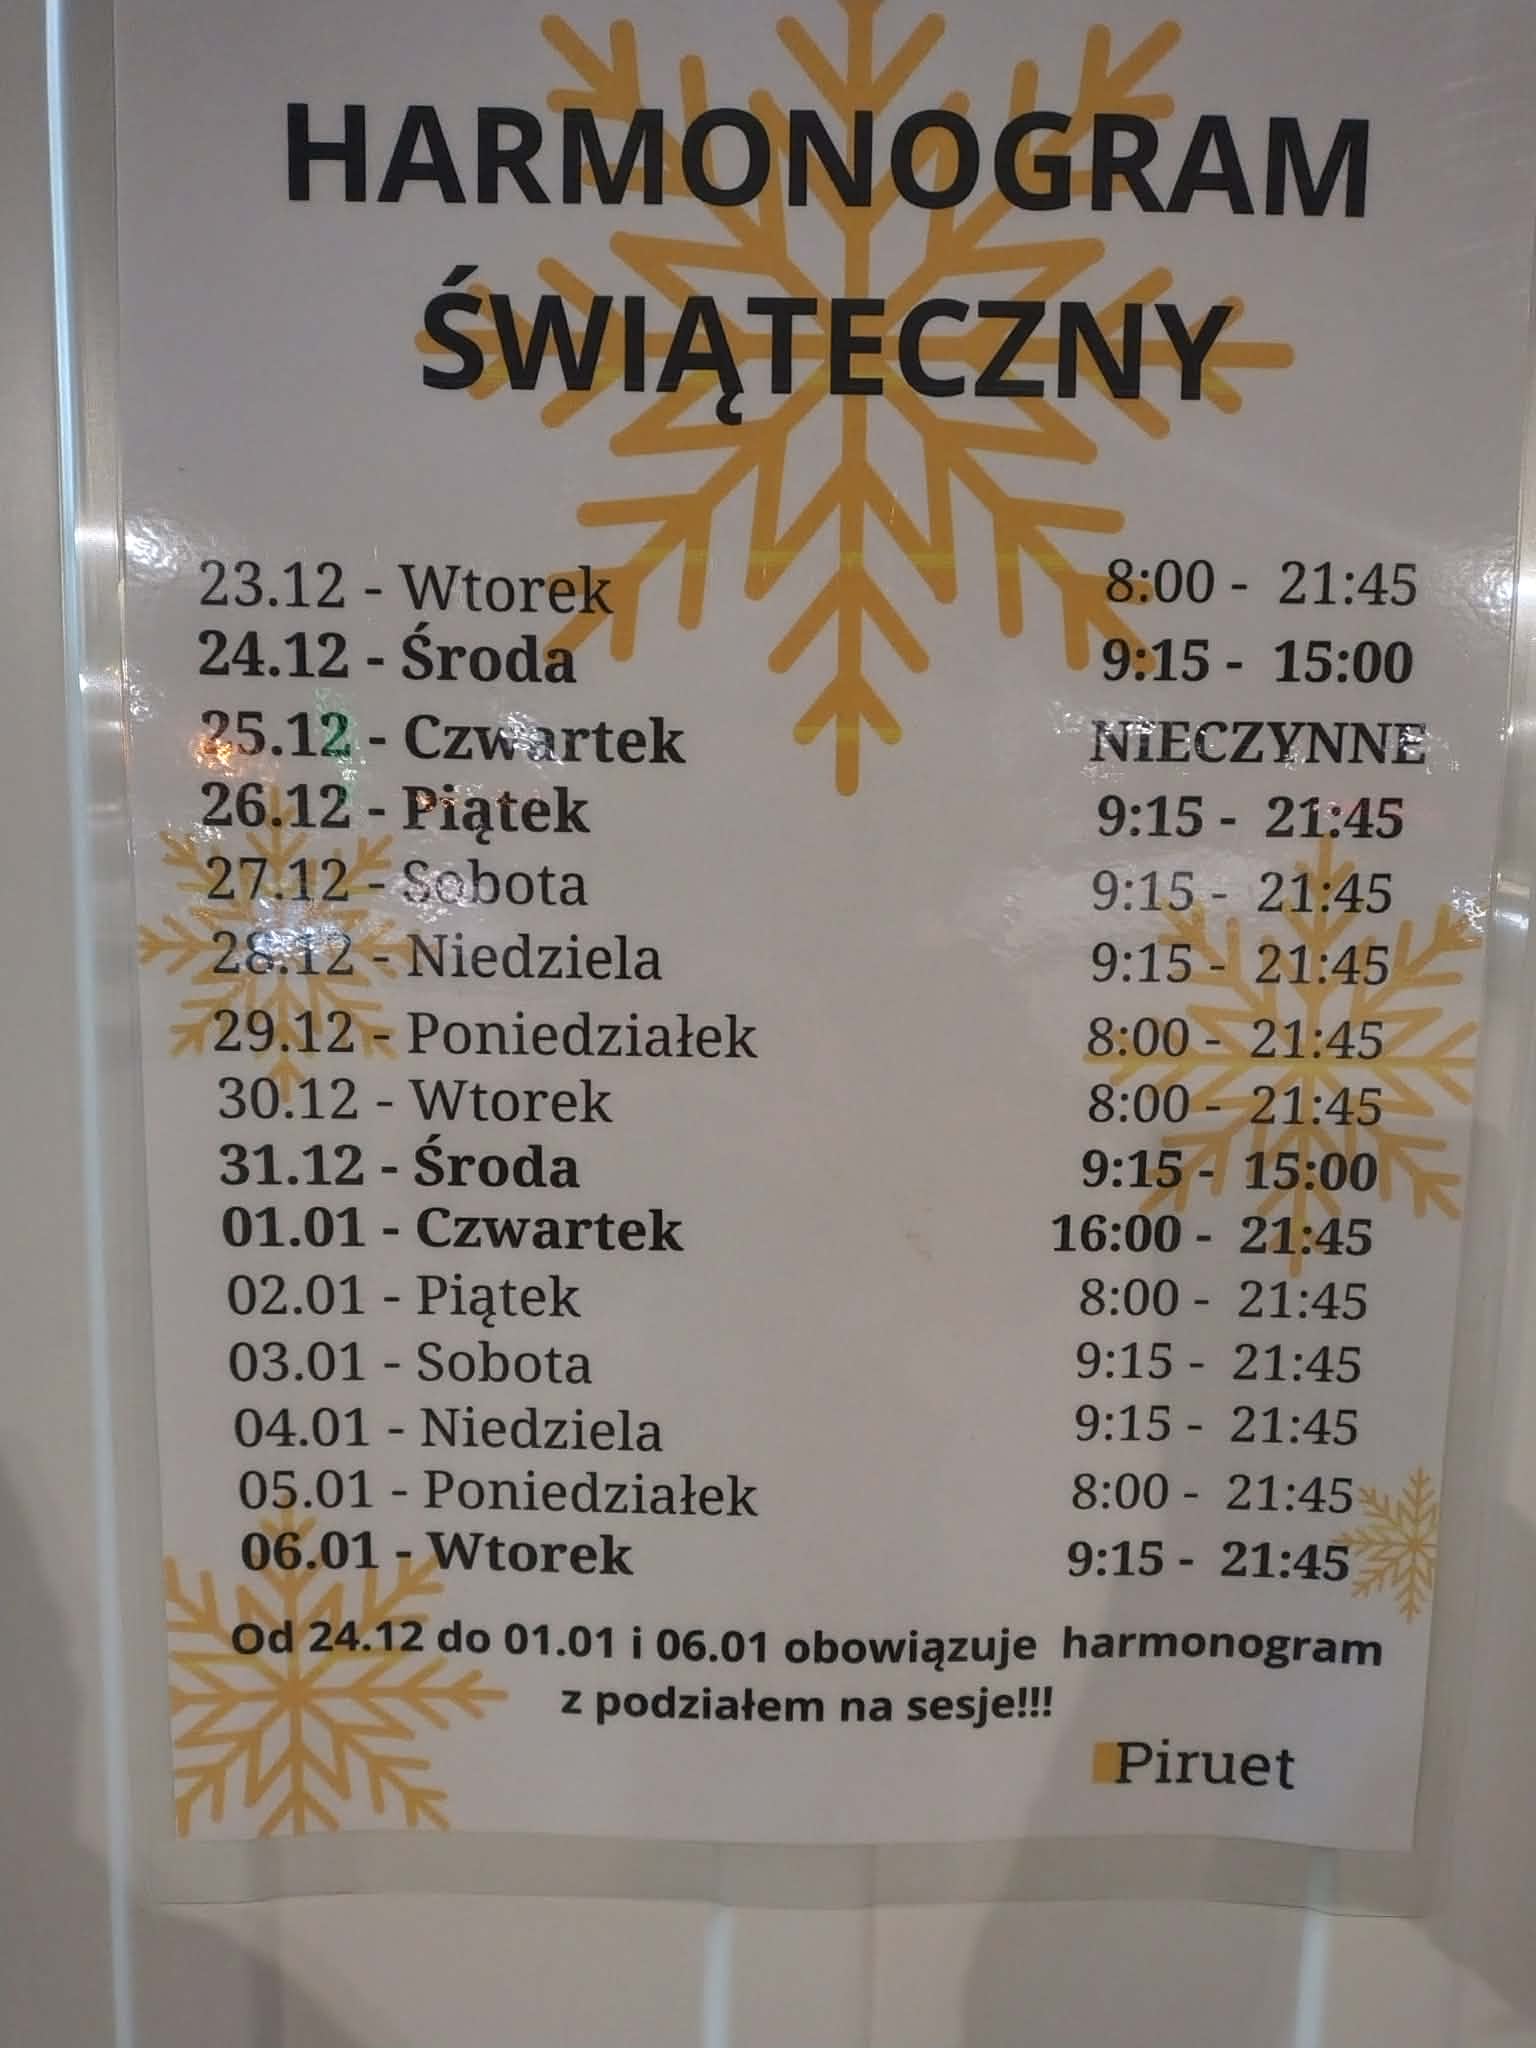 HARMONOGRAM
ŚWIĄTECZNY
23.12 - Wtorek 8:00 - 21:45
24.12 - Środa 9:15 - 15:00
25.12 - Czwartek NIECZYNNE
26.12 - Piątek 9:15 - 21:45
27.12 - Sobota 9:15 - 21:45
28.12 - Niedziela 9:15 - 21:45
29.12 - Poniedziałek 8:00 - 21:45
30.12 - Wtorek 8:00 - 21:45
31.12 - Środa 9:15 - 15:00
01.01 - Czwartek 16:00 - 21:45
02.01 - Piątek 8:00 - 21:45
03.01 - Sobota 9:15 - 21:45
04.01 - Niedziela 9:15 - 21:45
05.01 - Poniedziałek 8:00 - 21:45
06.01 - Wtorek 9:15 - 21:45
Od 24.12 do 01.01 i 06.01 obowiązuje harmonogram
z podziałem na sesje!!!
Piruet